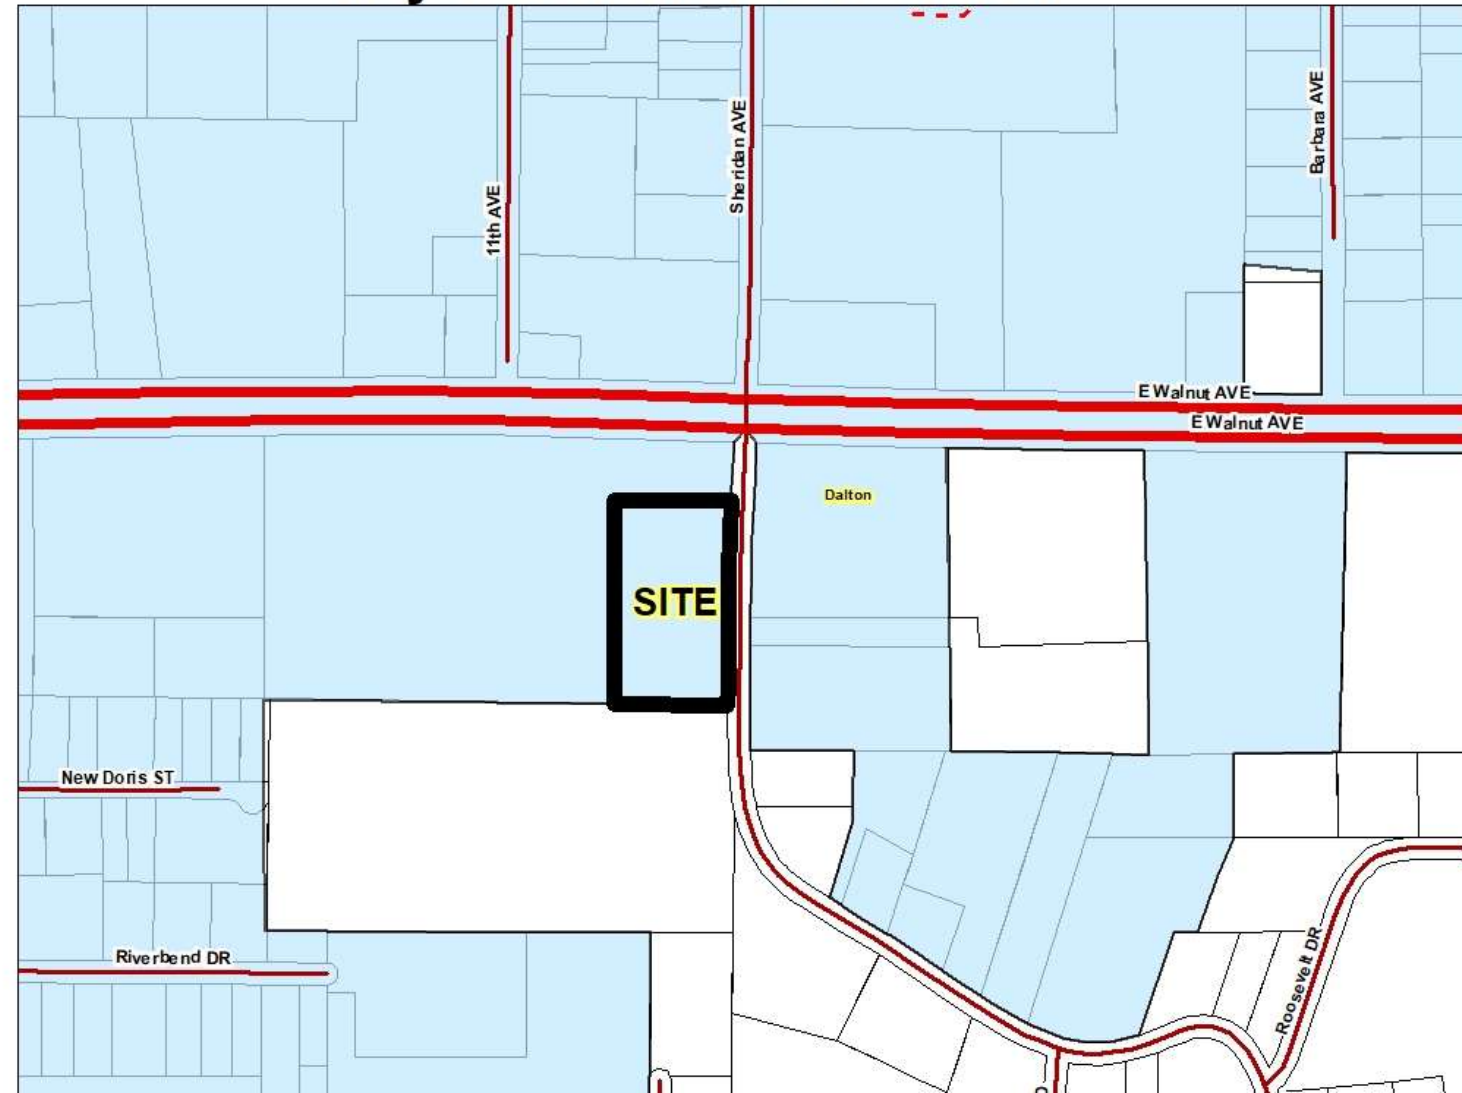 Barbara AVE
Sheridan AVE
11th AVE
E Walnut AVE
E Walnut AVE
Dalton
SITE
New Doris ST
Riverbend DR
Roosevelt DR